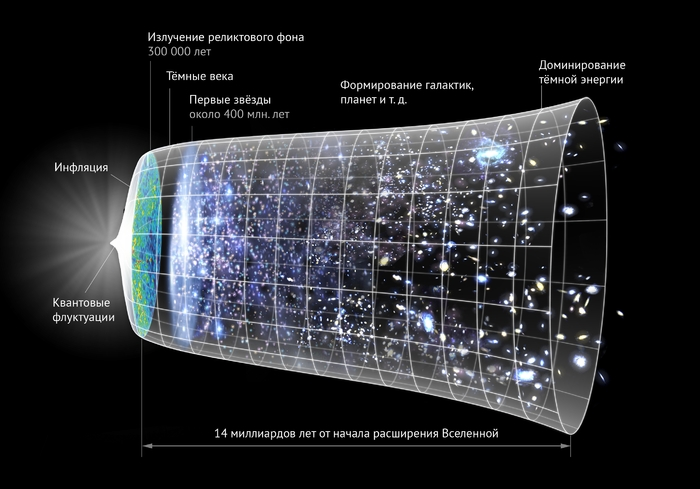 Излучение реликтового фона
300 000 лет
Тёмные века
Первые звёзды
около 400 млн. лет
Формирование галактик,
планет и т. д.
Доминирование
тёмной энергии
Инфляция
Квантовые
флуктуации
14 миллиардов лет от начала расширения Вселенной